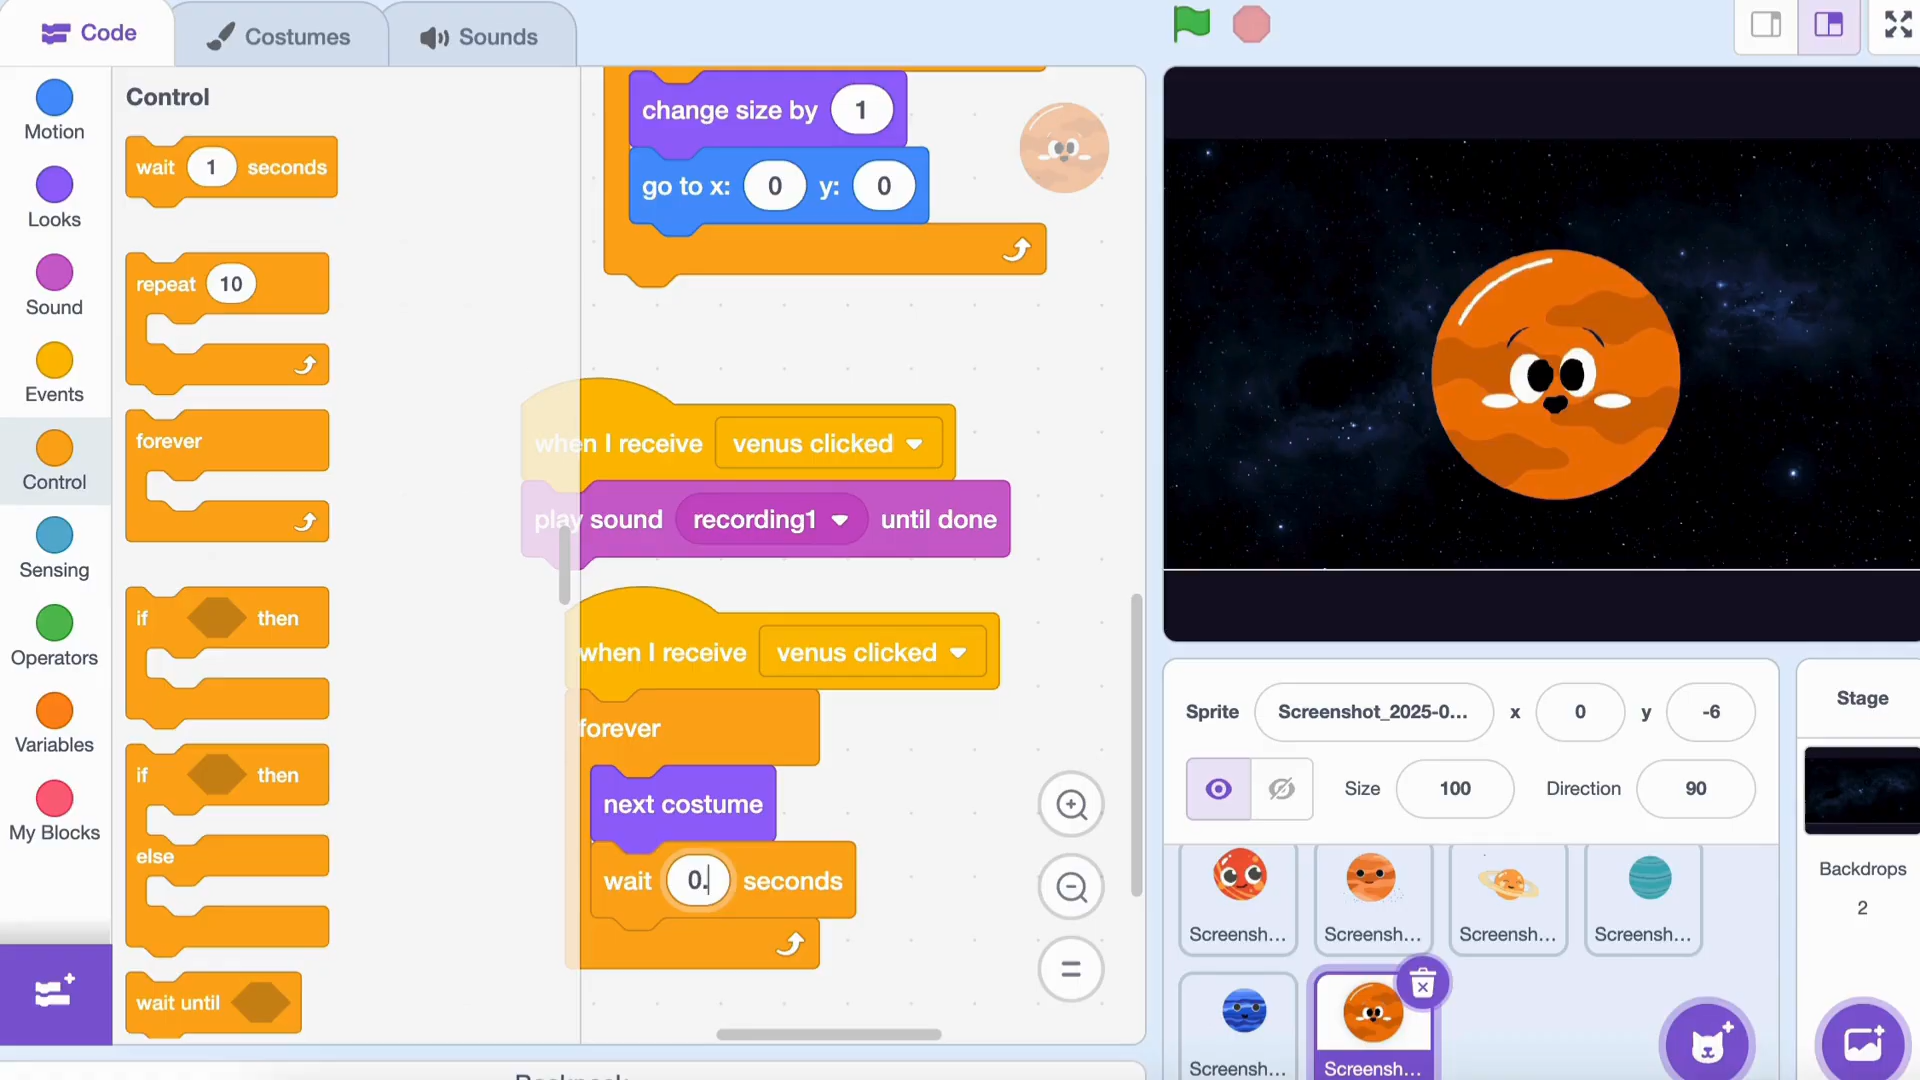 Code
Costumes
Sounds
Motion
Looks
Sound
Events
Control
Sensing
Operators
Variables
My Blocks
Control
wait 1 seconds
repeat 10
forever
if then
if then
else
wait until
change size by 1
go to x: 0 y: 0
when I receive venus clicked
play sound recording1 until done
when I receive venus clicked
forever
next costume
wait 0. seconds
Sprite Screenshot_2025-0... x 0 y -6
Size 100 Direction 90
Screensh...
Screensh...
Screensh...
Screensh...
Screensh...
Screensh...
Stage
Backdrops
2
Backpack